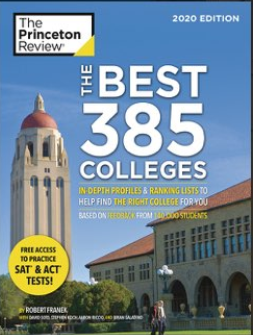 The
Princeton
Review®
2020 EDITION
THE BEST
385
COLLEGES
IN-DEPTH PROFILES & RANKING LISTS TO
HELP FIND THE RIGHT COLLEGE FOR YOU
BASED ON FEEDBACK FROM 140,000 STUDENTS
FREE ACCESS
TO PRACTICE
SAT® & ACT®
TESTS!
BY ROBERT FRANEK
WITH DAVID SOTO, STEPHEN KOCH, AARON RICCIO, AND BRIAN SALADINO